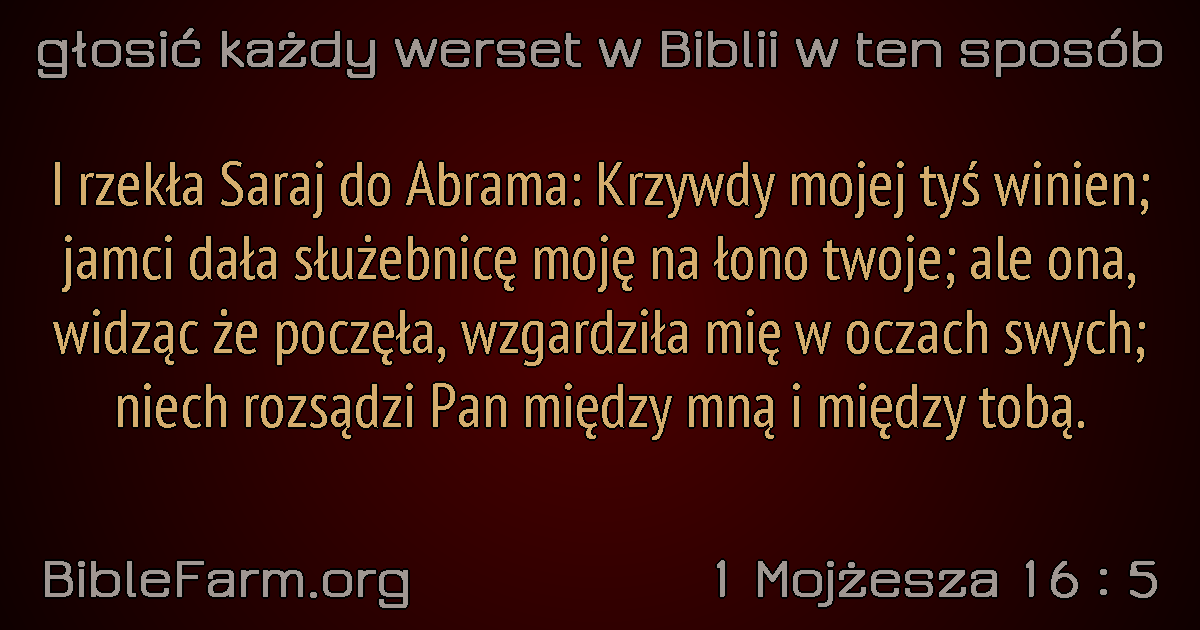 głosić każdy werset w Biblii w ten sposób
I rzekła Saraj do Abrama: Krzywdy mojej tyś winien;
jamci dała służebnicę moję na łono twoje; ale ona,
widząc że poczęła, wzgardziła mię w oczach swych;
niech rozsądzi Pan między mną i między tobą.
BibleFarm.org
1 Mojżesza 16 : 5